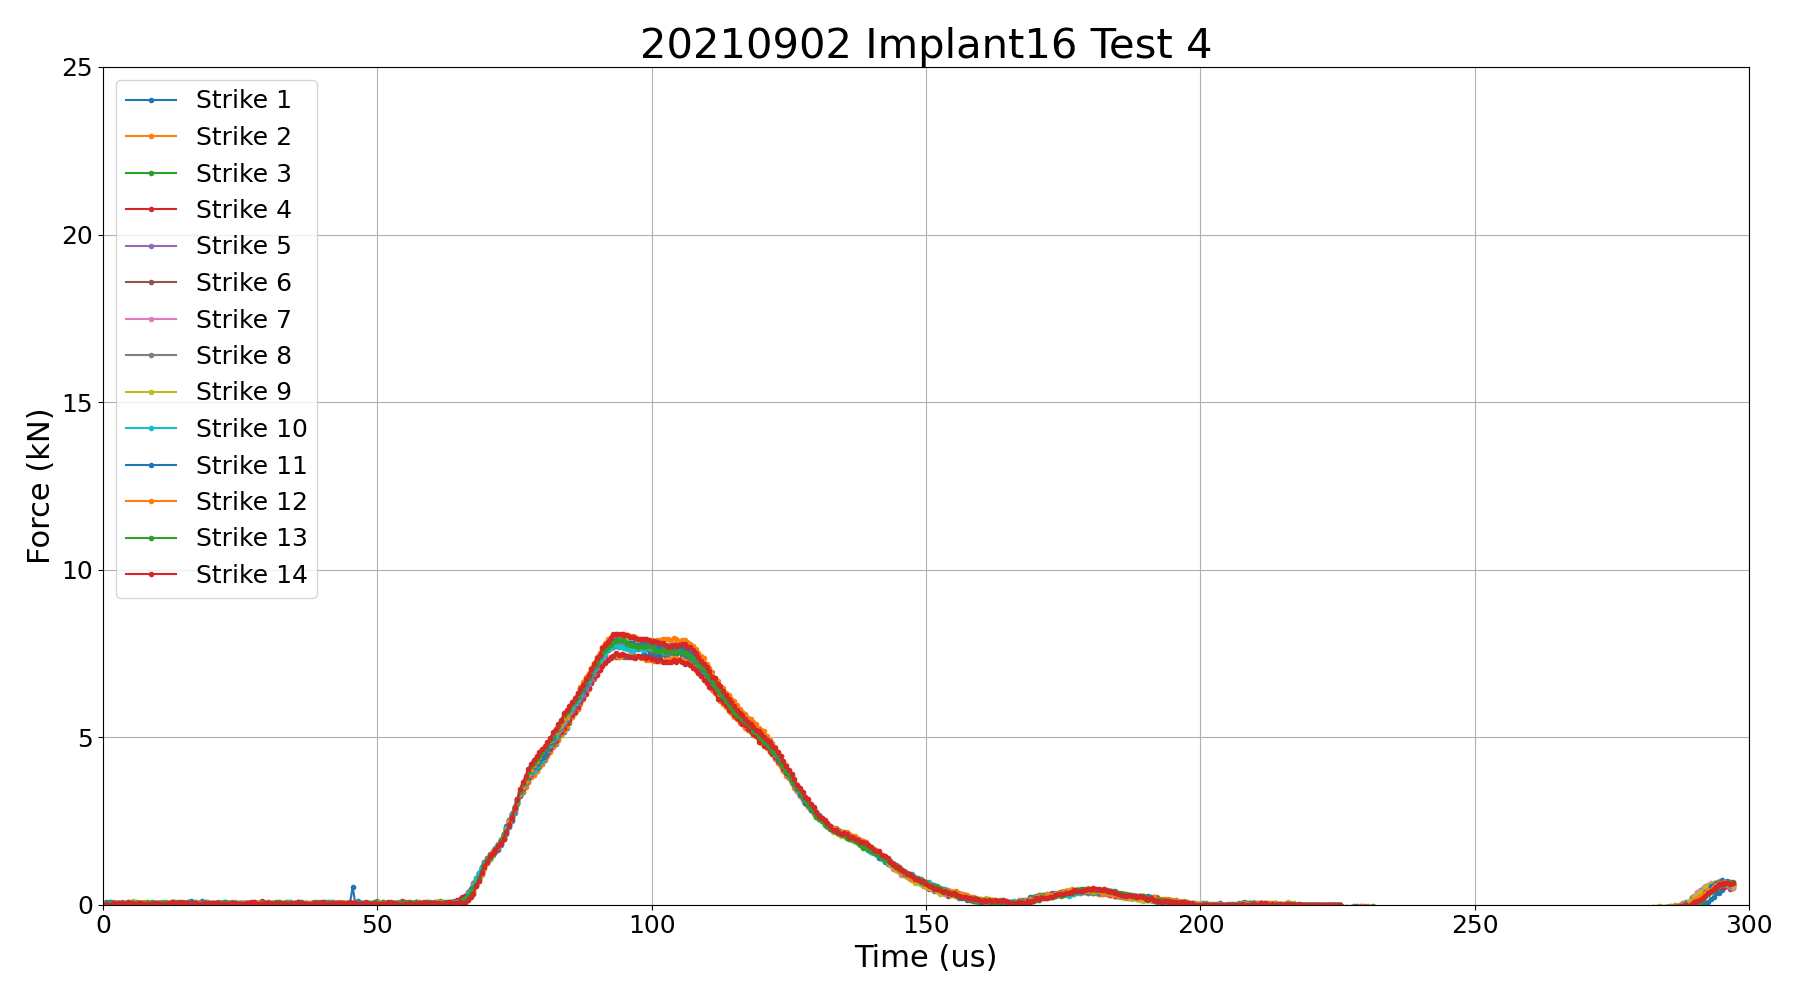 20210902 Implant16 Test 4
25
20
15
10
5
0
Force (kN)
Strike 1
Strike 2
Strike 3
Strike 4
Strike 5
Strike 6
Strike 7
Strike 8
Strike 9
Strike 10
Strike 11
Strike 12
Strike 13
Strike 14
0 50 100 150 200 250 300
Time (us)